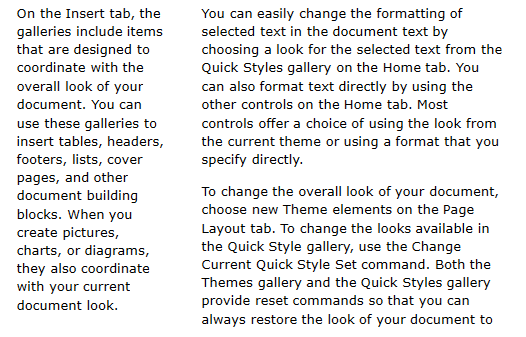 On the Insert tab, the
galleries include items
that are designed to
coordinate with the
overall look of your
document. You can
use these galleries to
insert tables, headers,
footers, lists, cover
pages, and other
document building
blocks. When you
create pictures,
charts, or diagrams,
they also coordinate
with your current
document look.
You can easily change the formatting of
selected text in the document text by
choosing a look for the selected text from the
Quick Styles gallery on the Home tab. You
can also format text directly by using the
other controls on the Home tab. Most
controls offer a choice of using the look from
the current theme or using a format that you
specify directly.
To change the overall look of your document,
choose new Theme elements on the Page
Layout tab. To change the looks available in
the Quick Style gallery, use the Change
Current Quick Style Set command. Both the
Themes gallery and the Quick Styles gallery
provide reset commands so that you can
always restore the look of your document to